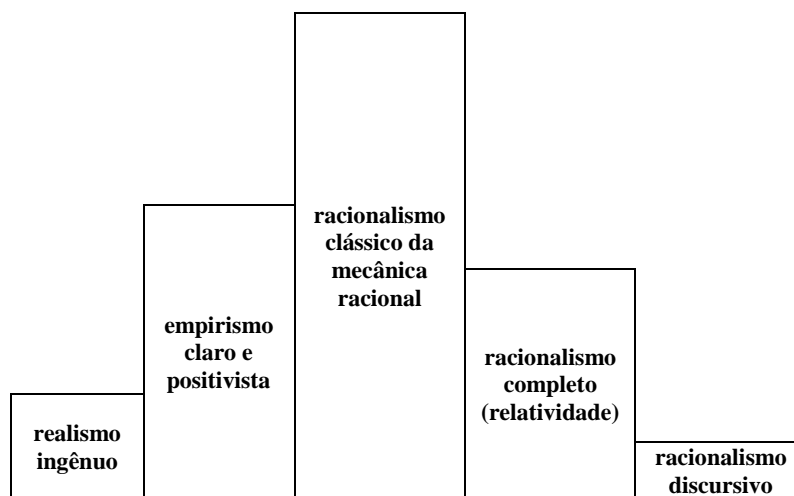 realismo
ingênuo
empirismo
claro e
positivista
racionalismo
clássico da
mecânica
racional
racionalismo
completo
(relatividade)
racionalismo
discursivo